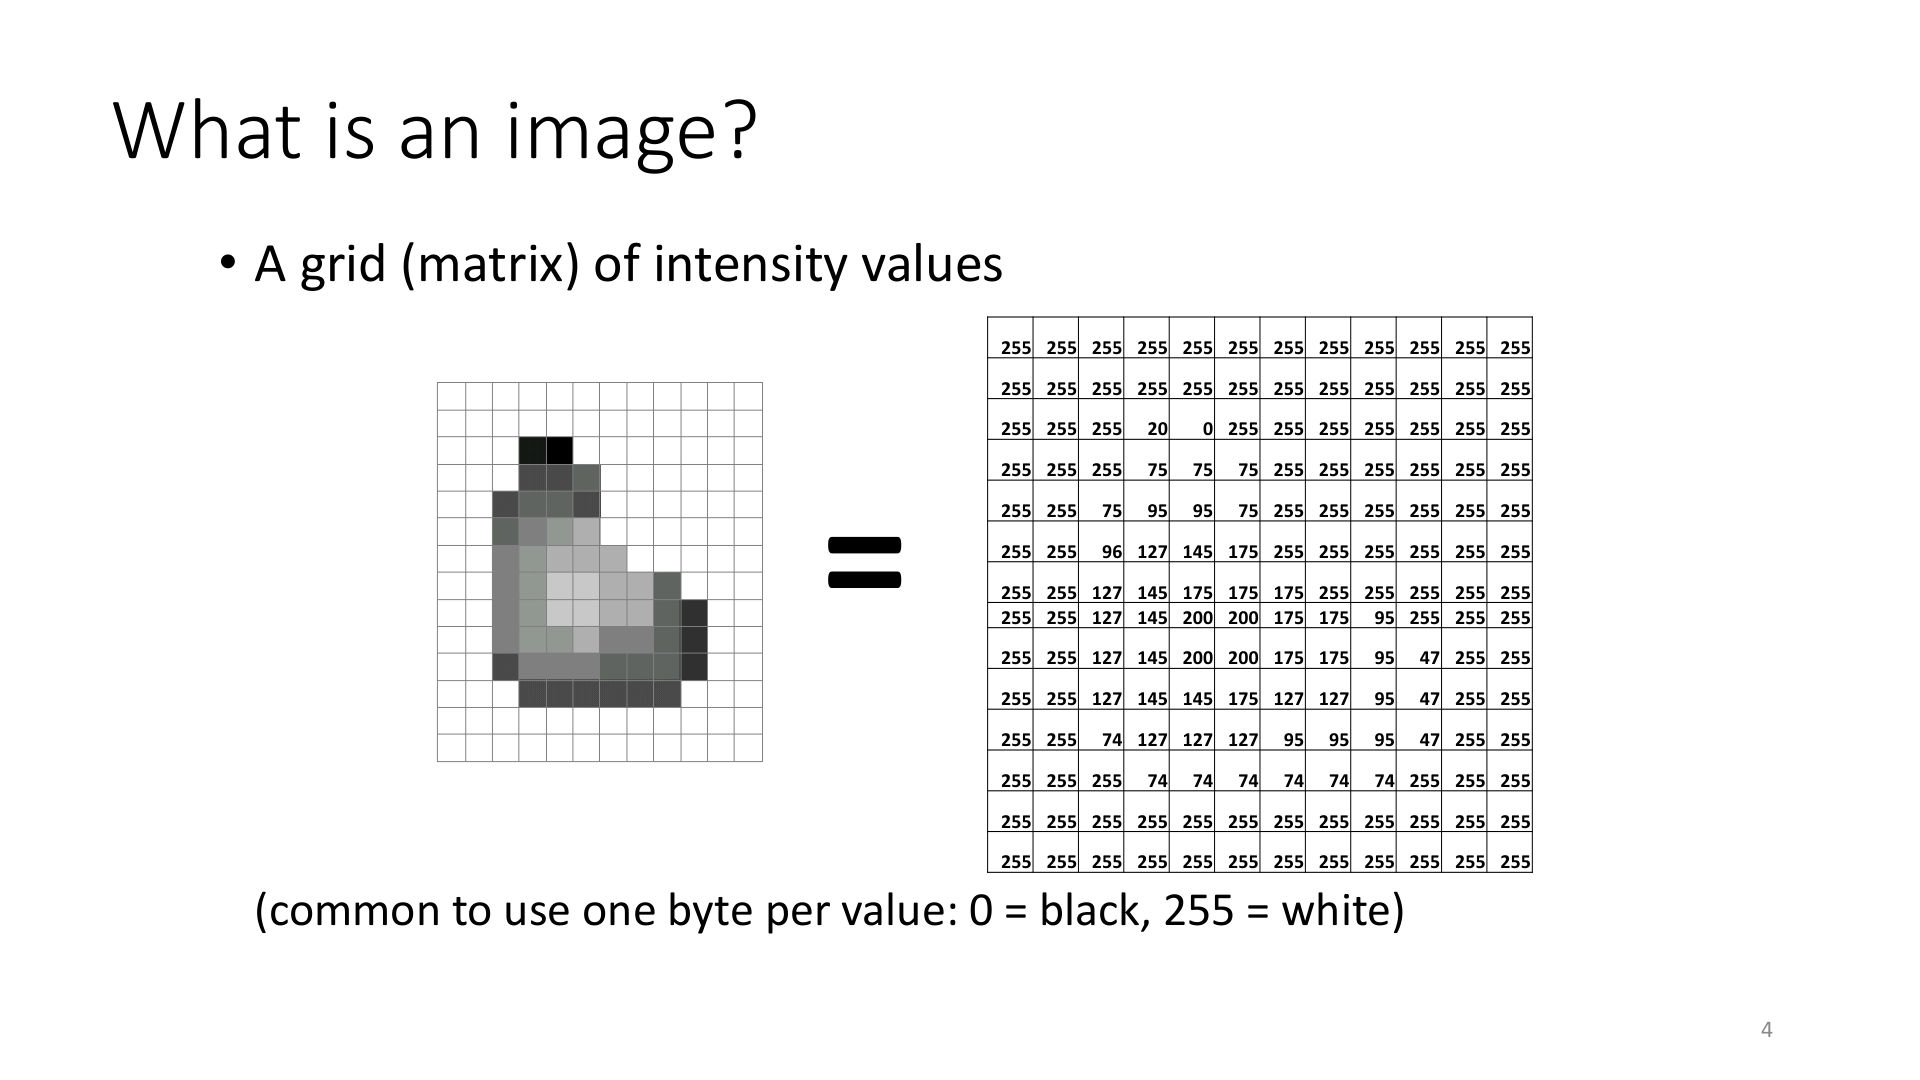 What is an image?
• A grid (matrix) of intensity values
255 255 255 255 255 255 255 255 255 255 255 255
255 255 255 255 255 255 255 255 255 255 255 255
255 255 255 20 0 255 255 255 255 255 255 255
255 255 255 75 75 75 255 255 255 255 255 255
255 255 75 95 95 75 255 255 255 255 255 255
255 255 96 127 145 175 255 255 255 255 255 255
255 255 127 145 175 175 175 255 255 255 255 255
255 255 127 145 200 200 175 175 95 255 255 255
255 255 127 145 200 200 175 175 95 47 255 255
255 255 127 145 145 175 127 127 95 47 255 255
255 255 74 127 127 127 95 95 95 47 255 255
255 255 255 74 74 74 74 74 74 255 255 255
255 255 255 255 255 255 255 255 255 255 255 255
255 255 255 255 255 255 255 255 255 255 255 255
=
(common to use one byte per value: 0 = black, 255 = white)
4